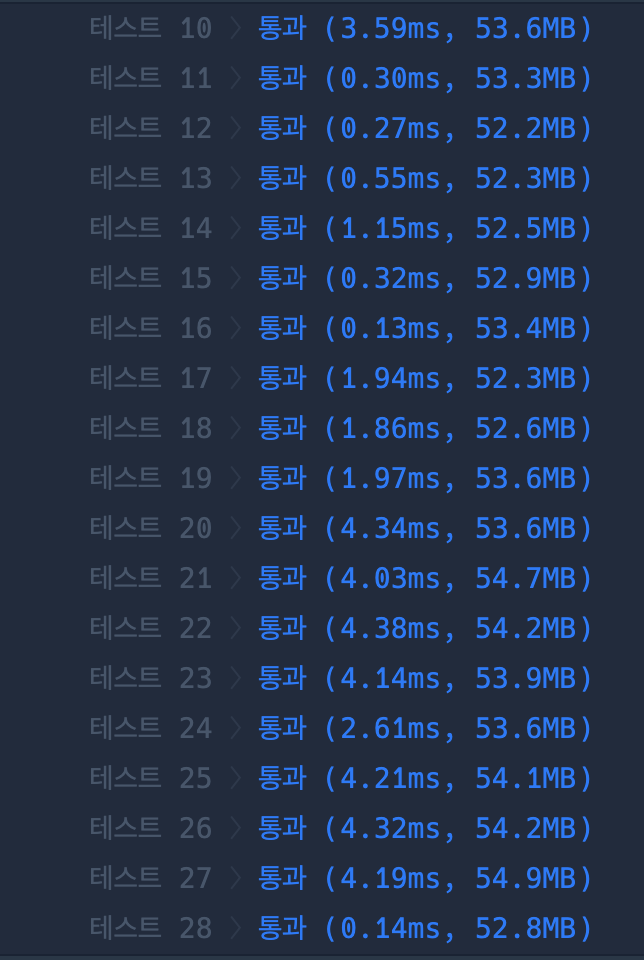 테스트 10 〉 통과 (3.59ms, 53.6MB)
테스트 11 〉 통과 (0.30ms, 53.3MB)
테스트 12 〉 통과 (0.27ms, 52.2MB)
테스트 13 〉 통과 (0.55ms, 52.3MB)
테스트 14 〉 통과 (1.15ms, 52.5MB)
테스트 15 〉 통과 (0.32ms, 52.9MB)
테스트 16 〉 통과 (0.13ms, 53.4MB)
테스트 17 〉 통과 (1.94ms, 52.3MB)
테스트 18 〉 통과 (1.86ms, 52.6MB)
테스트 19 〉 통과 (1.97ms, 53.6MB)
테스트 20 〉 통과 (4.34ms, 53.6MB)
테스트 21 〉 통과 (4.03ms, 54.7MB)
테스트 22 〉 통과 (4.38ms, 54.2MB)
테스트 23 〉 통과 (4.14ms, 53.9MB)
테스트 24 〉 통과 (2.61ms, 53.6MB)
테스트 25 〉 통과 (4.21ms, 54.1MB)
테스트 26 〉 통과 (4.32ms, 54.2MB)
테스트 27 〉 통과 (4.19ms, 54.9MB)
테스트 28 〉 통과 (0.14ms, 52.8MB)